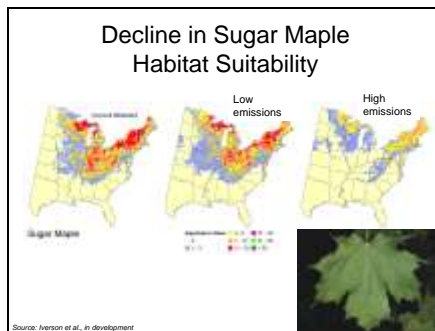 Decline in Sugar Maple
Habitat Suitability
Low
emissions
High
emissions
Sugar Maple
Source: Iverson et al., in development